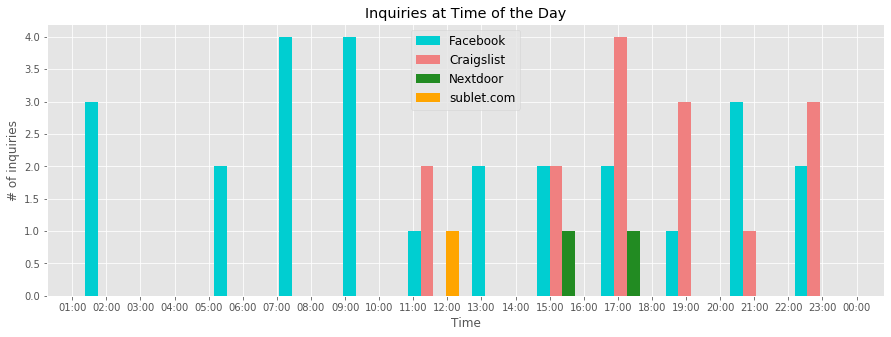 Inquiries at Time of the Day
Facebook
Craigslist
Nextdoor
sublet.com
# of inquiries
4.0
3.5
3.0
2.5
2.0
1.5
1.0
0.5
0.0
01:00 02:00 03:00 04:00 05:00 06:00 07:00 08:00 09:00 10:00 11:00 12:00 13:00 14:00 15:00 16:00 17:00 18:00 19:00 20:00 21:00 22:00 23:00 00:00
Time